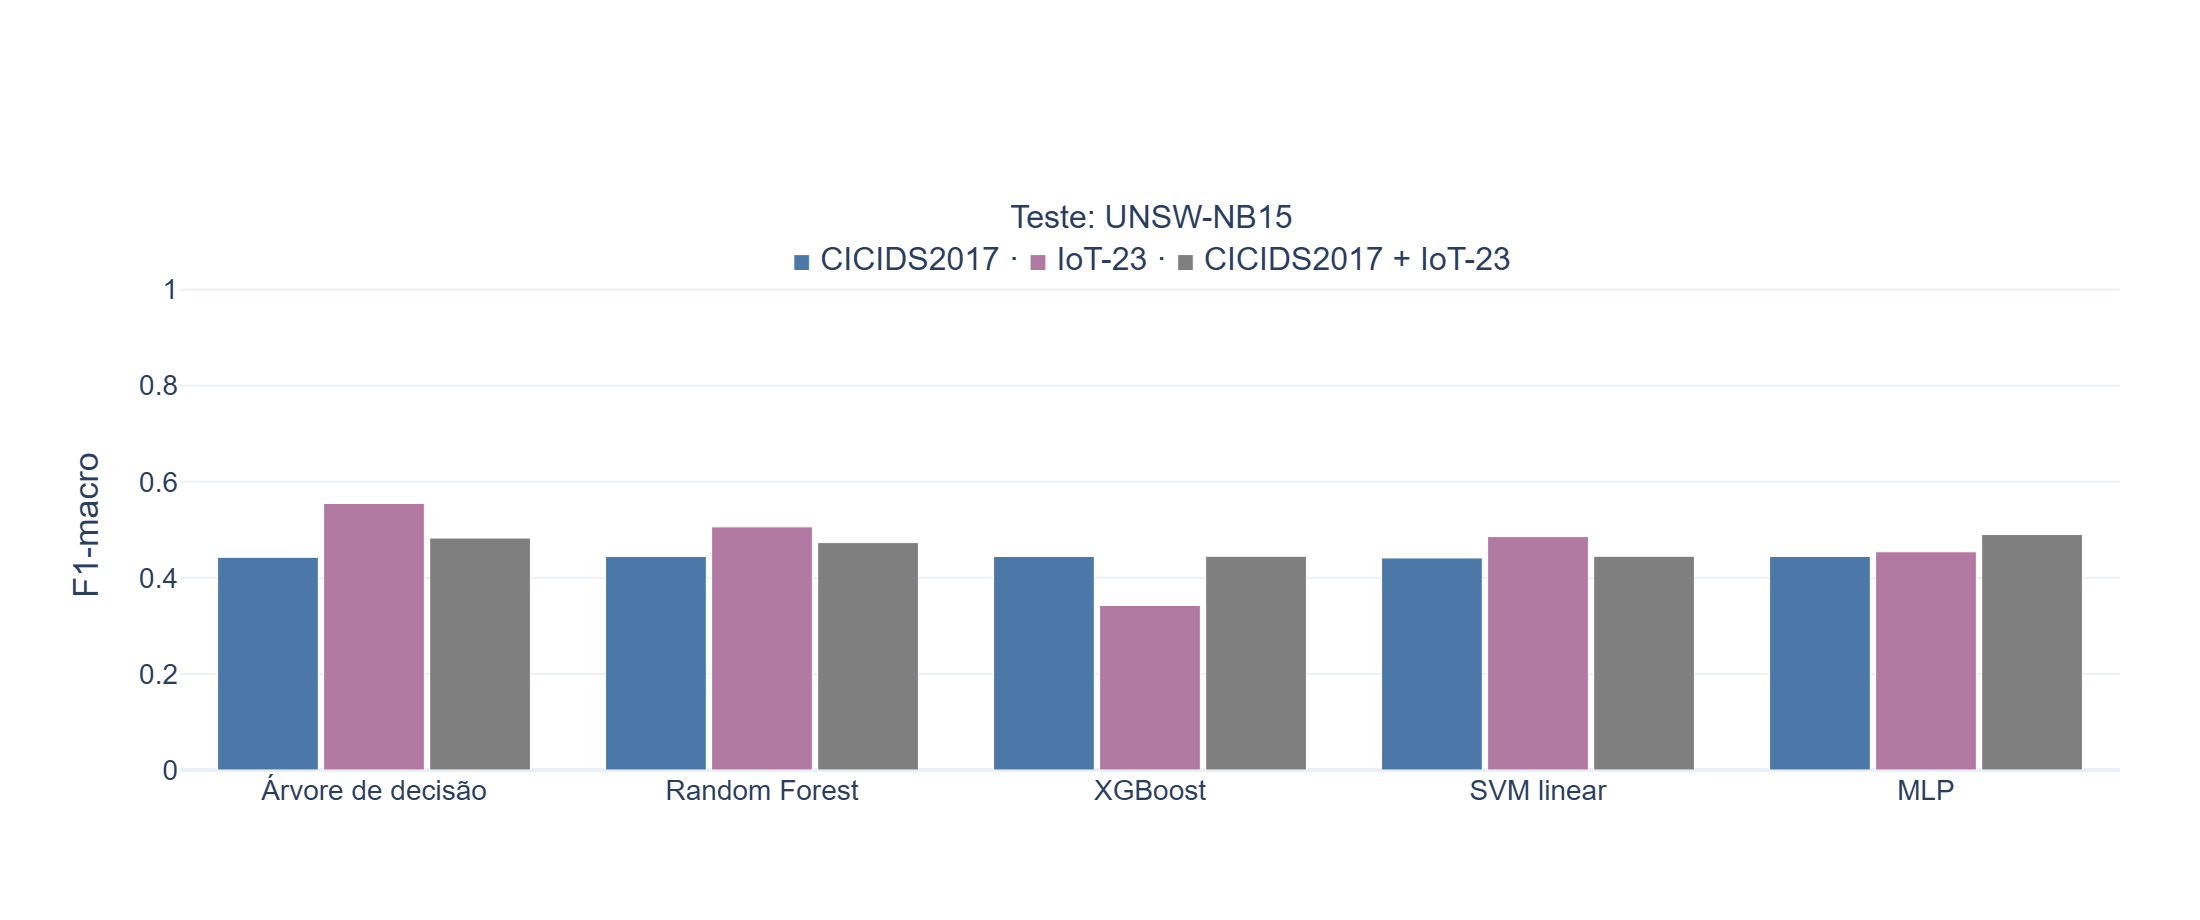 Teste: UNSW-NB15
■ CICIDS2017 · ■ IoT-23 · ■ CICIDS2017 + IoT-23
1
0.8
0.6
0.4
0.2
0
F1-macro
Árvore de decisão
Random Forest
XGBoost
SVM linear
MLP